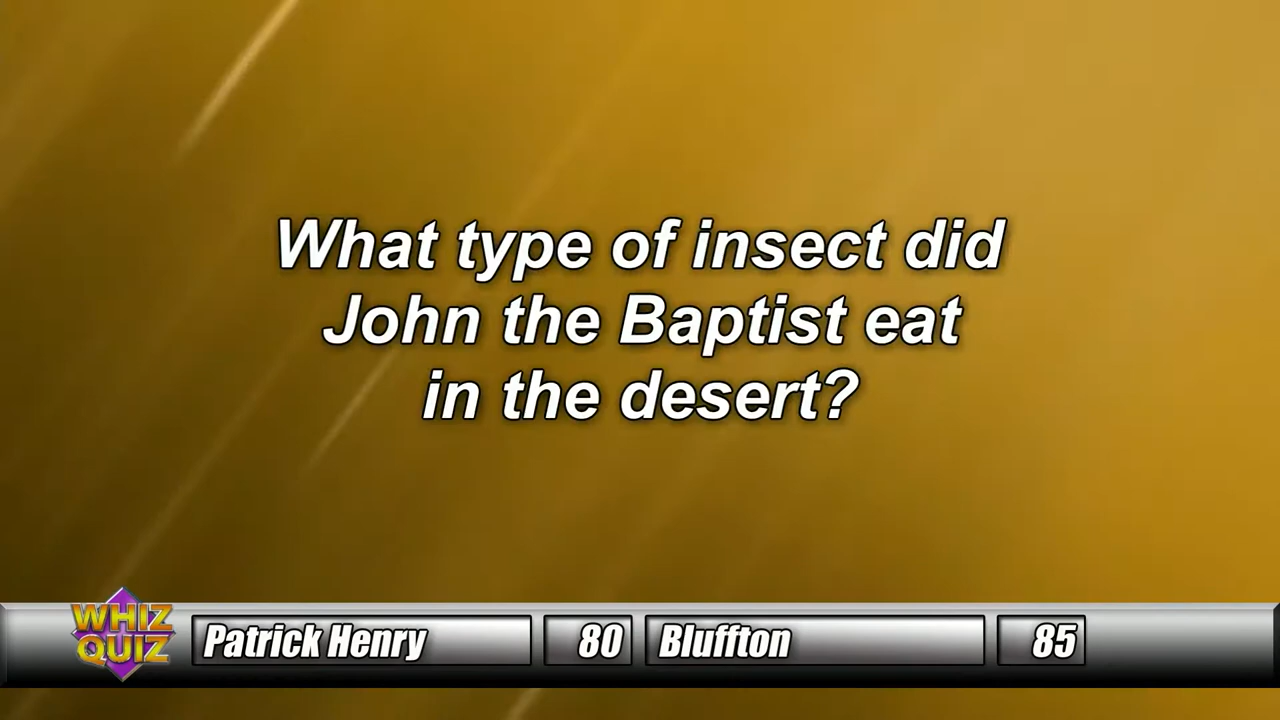 What type of insect did
John the Baptist eat
in the desert?
WHIZ
QUIZ
Patrick Henry 80 Bluffton 85